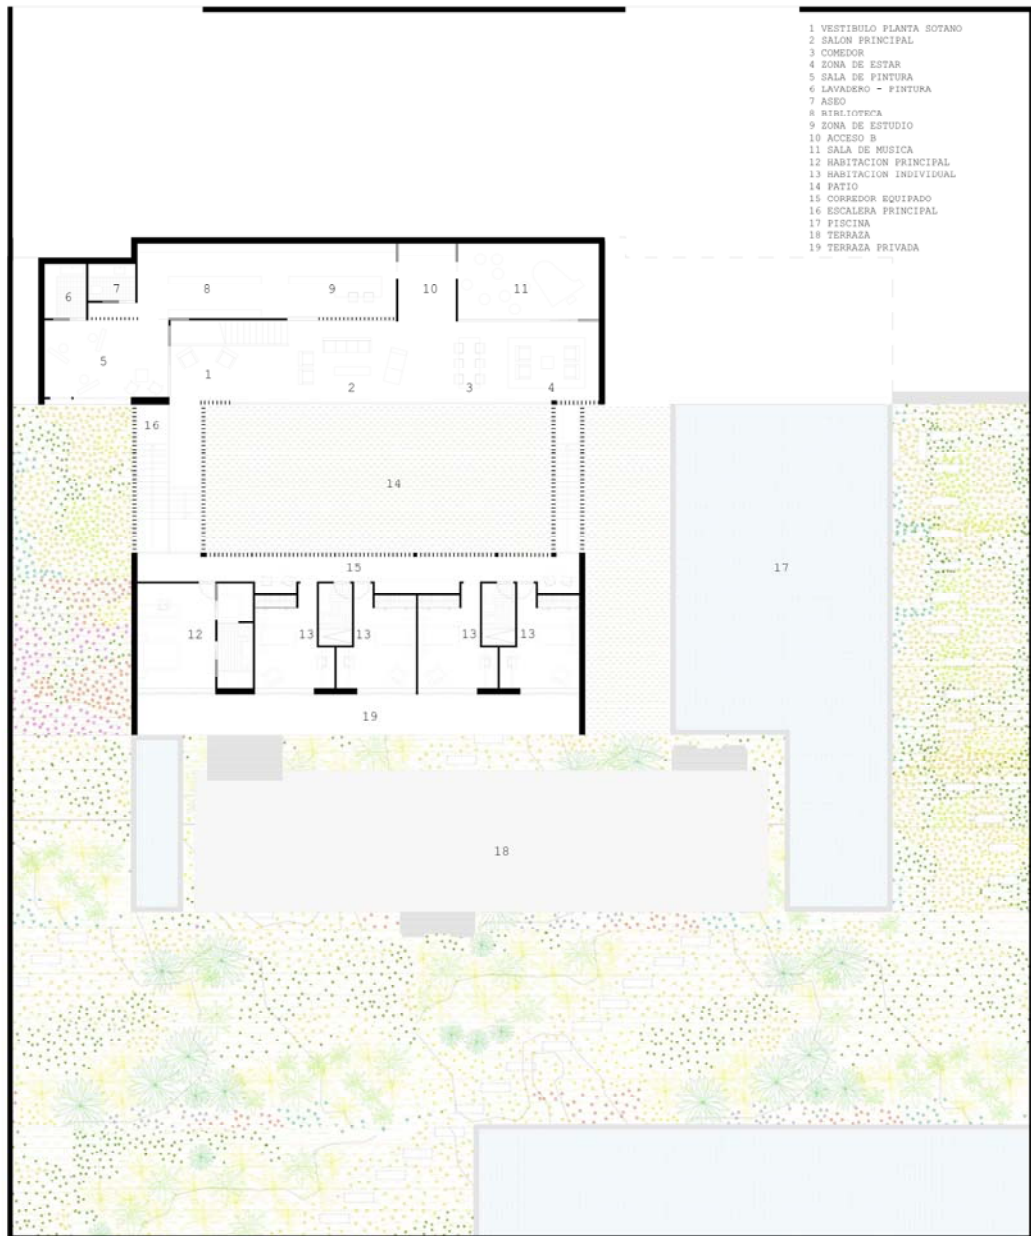 1 VESTIBULO PLANTA SOTANO
2 SALON PRINCIPAL
3 COMEDOR
4 ZONA DE ESTAR
5 SALA DE PINTURA
6 LAVADERO - PINTURA
7 ASEO
8 BIBLIOTECA
9 ZONA DE ESTUDIO
10 ACCESO B
11 SALA DE MUSICA
12 HABITACION PRINCIPAL
13 HABITACION INDIVIDUAL
14 PATIO
15 CORREDOR EQUIPADO
16 ESCALERA PRINCIPAL
17 PISCINA
18 TERRAZA
19 TERRAZA PRIVADA
6 7 8 9 10 11
5 1 2 3 4
16
14
15 17
12 13 13 13 13
19
18